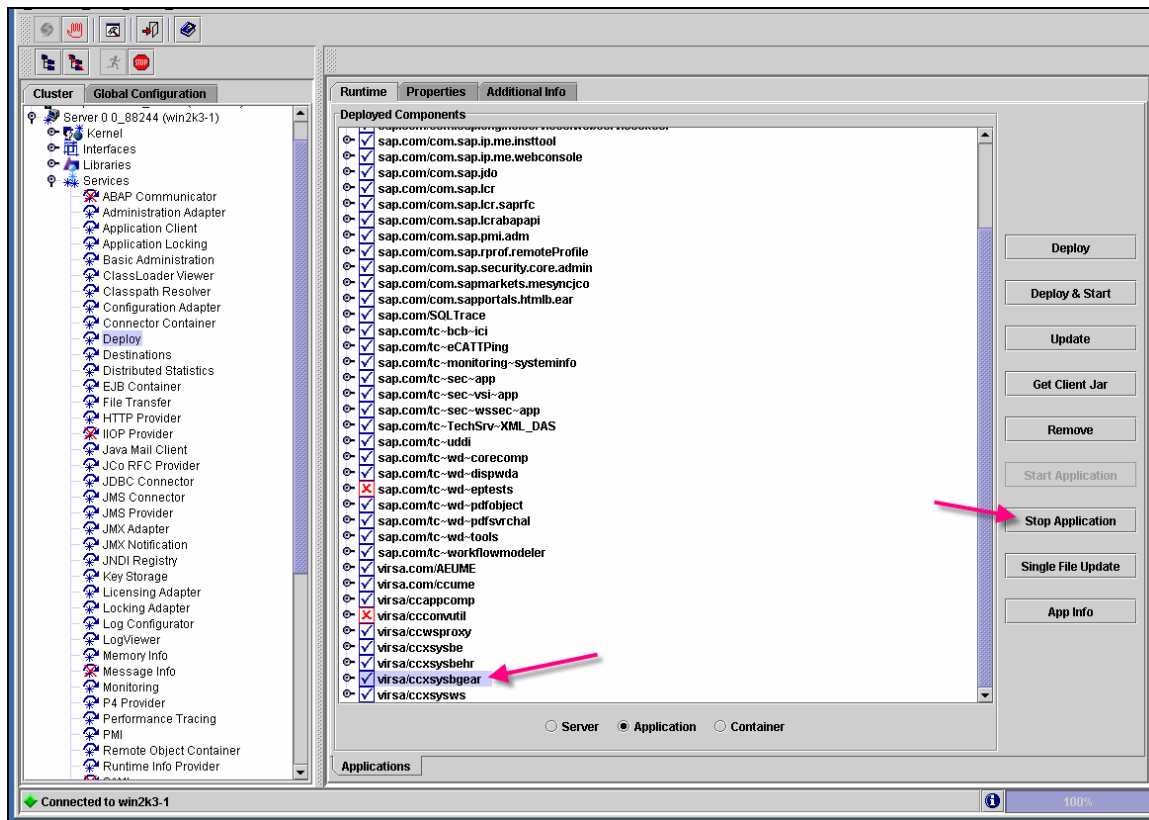 STOP
Cluster
Global Configuration
Server 0 0_88244 (win2k3-1)
Kernel
Interfaces
Libraries
Services
ABAP Communicator
Administration Adapter
Application Client
Application Locking
Basic Administration
ClassLoader Viewer
Classpath Resolver
Configuration Adapter
Connector Container
Deploy
Destinations
Distributed Statistics
EJB Container
File Transfer
HTTP Provider
IIOP Provider
Java Mail Client
JCo RFC Provider
JDBC Connector
JMS Connector
JMS Provider
JMX Adapter
JMX Notification
JNDI Registry
Key Storage
Licensing Adapter
Locking Adapter
Log Configurator
LogViewer
Memory Info
Message Info
Monitoring
P4 Provider
Performance Tracing
PMI
Remote Object Container
Runtime Info Provider
Runtime
Properties
Additional Info
Deployed Components
sap.com/com.sap.ip.me.insttool
sap.com/com.sap.ip.me.webconsole
sap.com/com.sap.jdo
sap.com/com.sap.lcr
sap.com/com.sap.lcr.saprfc
sap.com/com.sap.lcrabapapi
sap.com/com.sap.pmi.adm
sap.com/com.sap.rprof.remoteProfile
sap.com/com.sap.security.core.admin
sap.com/com.sapmarkets.mesyncjco
sap.com/com.sapportals.htmlb.ear
sap.com/SQLTrace
sap.com/tc~bcb~ici
sap.com/tc~eCATTPing
sap.com/tc~monitoring~systeminfo
sap.com/tc~sec~app
sap.com/tc~sec~vsi~app
sap.com/tc~sec~wssec~app
sap.com/tc~TechSrv~XML_DAS
sap.com/tc~uddi
sap.com/tc~wd~corecomp
sap.com/tc~wd~dispwda
sap.com/tc~wd~eptests
sap.com/tc~wd~pdfobject
sap.com/tc~wd~pdfsvrchal
sap.com/tc~wd~tools
sap.com/tc~workflowmodeler
virsa.com/AEUME
virsa.com/ccume
virsa/ccappcomp
virsa/ccconvutil
virsa/ccwsproxy
virsa/ccxsysbe
virsa/ccxsysbehr
virsa/ccxsysbgear
virsa/ccxsysws
Server
Application
Container
Applications
Deploy
Deploy & Start
Update
Get Client Jar
Remove
Start Application
Stop Application
Single File Update
App Info
Connected to win2k3-1
100%